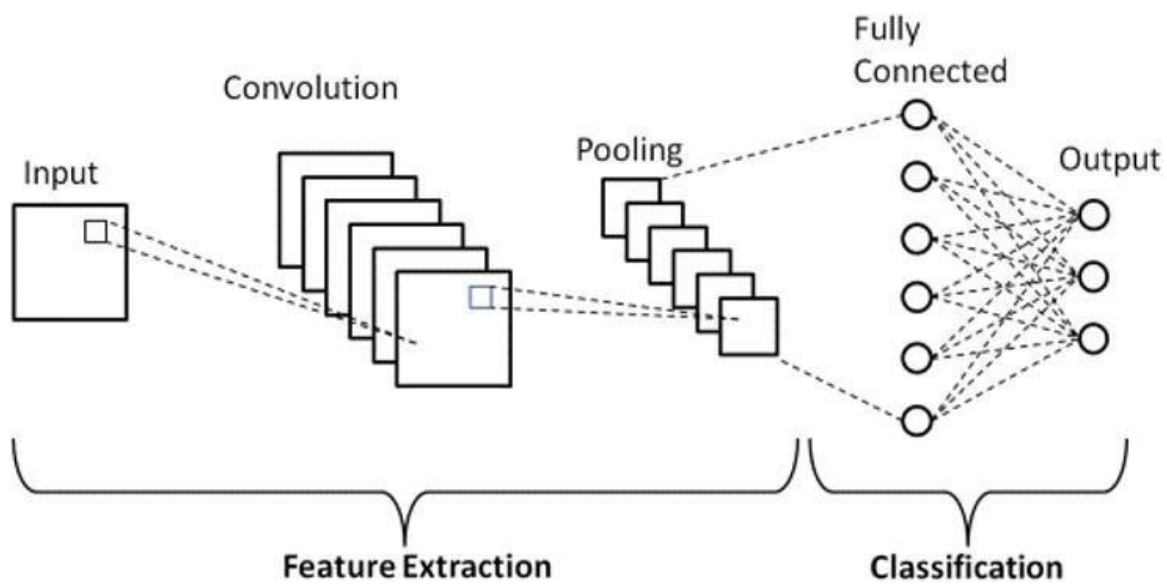 Input
Convolution
Pooling
Fully
Connected
Output
Feature Extraction
Classification